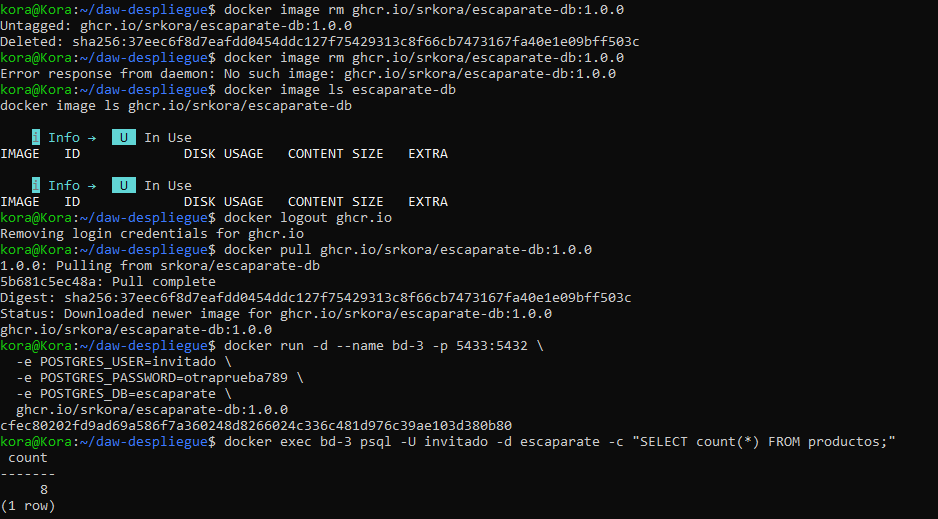 kora@Kora:~/daw-despliegue$ docker image rm ghcr.io/srkora/escaparate-db:1.0.0
Untagged: ghcr.io/srkora/escaparate-db:1.0.0
Deleted: sha256:37eec6f8d7eafdd0454ddc127f75429313c8f66cb7473167fa40e1e09bff503c
kora@Kora:~/daw-despliegue$ docker image rm ghcr.io/srkora/escaparate-db:1.0.0
Error response from daemon: No such image: ghcr.io/srkora/escaparate-db:1.0.0
kora@Kora:~/daw-despliegue$ docker image ls escaparate-db
docker image ls ghcr.io/srkora/escaparate-db
i Info → U In Use
IMAGE   ID             DISK USAGE   CONTENT SIZE   EXTRA
i Info → U In Use
IMAGE   ID             DISK USAGE   CONTENT SIZE   EXTRA
kora@Kora:~/daw-despliegue$ docker logout ghcr.io
Removing login credentials for ghcr.io
kora@Kora:~/daw-despliegue$ docker pull ghcr.io/srkora/escaparate-db:1.0.0
1.0.0: Pulling from srkora/escaparate-db
5b681c5ec48a: Pull complete
Digest: sha256:37eec6f8d7eafdd0454ddc127f75429313c8f66cb7473167fa40e1e09bff503c
Status: Downloaded newer image for ghcr.io/srkora/escaparate-db:1.0.0
ghcr.io/srkora/escaparate-db:1.0.0
kora@Kora:~/daw-despliegue$ docker run -d --name bd-3 -p 5433:5432 \
  -e POSTGRES_USER=invitado \
  -e POSTGRES_PASSWORD=otraprueba789 \
  -e POSTGRES_DB=escaparate \
  ghcr.io/srkora/escaparate-db:1.0.0
cfec80202fd9ad69a586f7a360248d8266024c336c481d976c39ae103d380b80
kora@Kora:~/daw-despliegue$ docker exec bd-3 psql -U invitado -d escaparate -c "SELECT count(*) FROM productos;"
 count
-------
     8
(1 row)